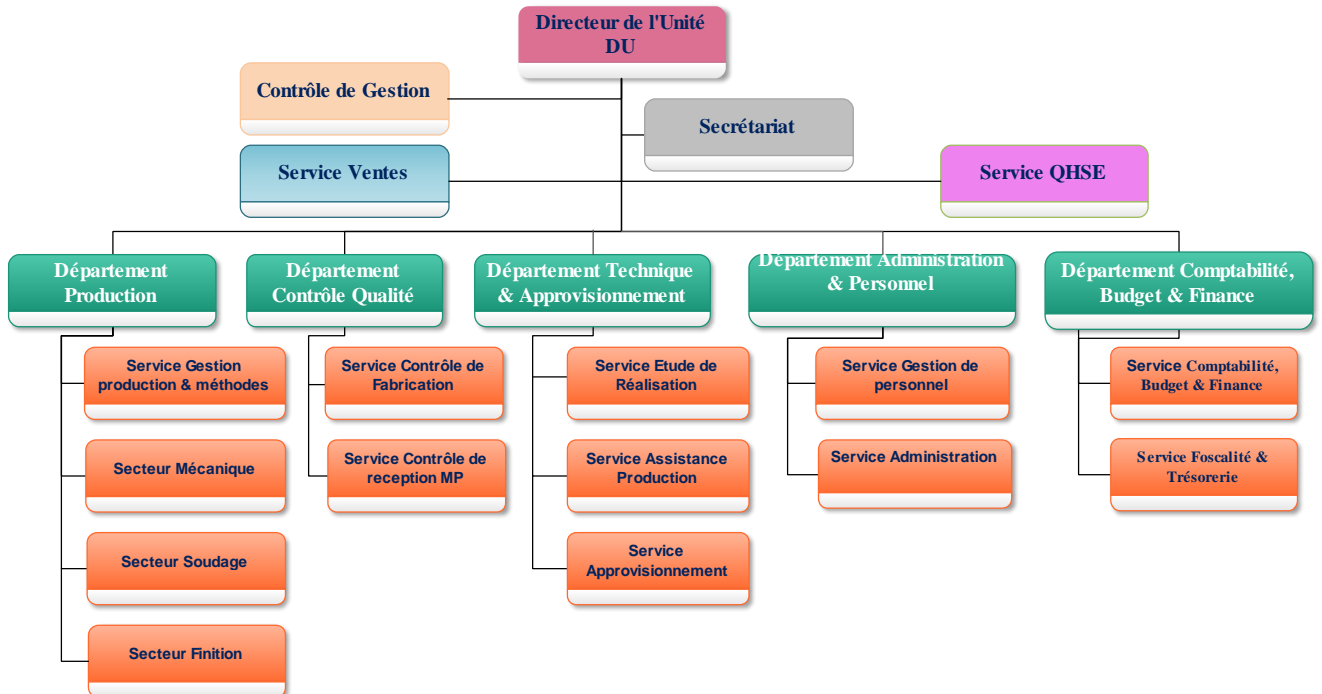 Directeur de l'Unité
DU
Contrôle de Gestion
Secrétariat
Service Ventes
Service QHSE
Département
Production
Département
Contrôle Qualité
Département Technique
& Approvisionnement
Département Administration
& Personnel
Département Comptabilité,
Budget & Finance
Service Gestion
production & méthodes
Service Contrôle de
Fabrication
Service Etude de
Réalisation
Service Gestion de
personnel
Service Comptabilité,
Budget & Finance
Secteur Mécanique
Service Contrôle de
reception MP
Service Assistance
Production
Service Administration
Service Foscalité &
Trésorerie
Secteur Soudage
Service
Approvisionnement
Secteur Finition